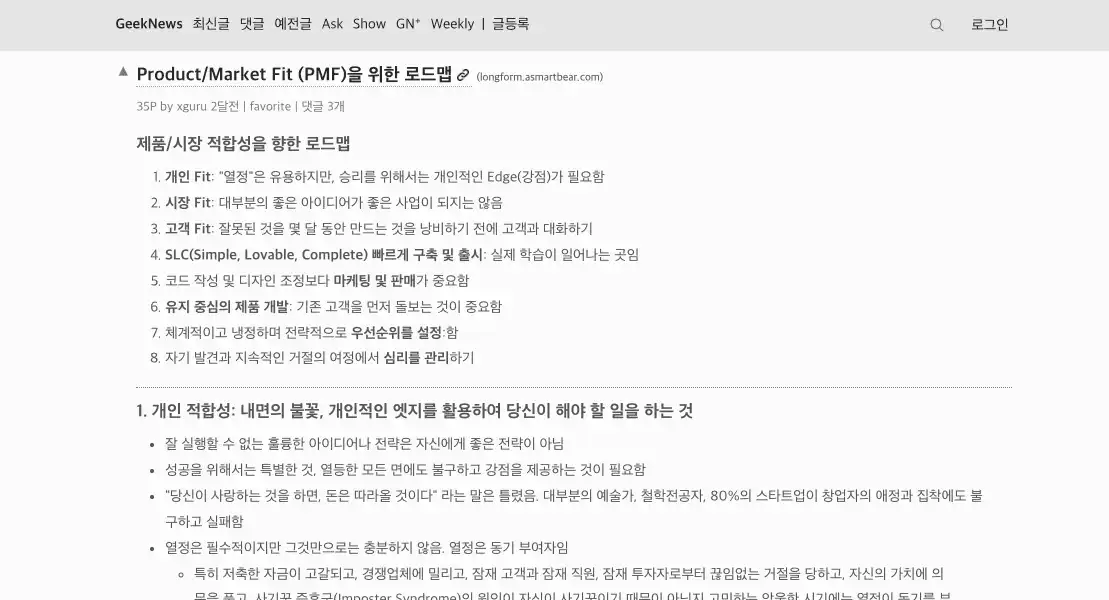 GeekNews 최신글 댓글 예전글 Ask Show GN⁺ Weekly | 글등록 로그인
▲ Product/Market Fit (PMF)을 위한 로드맵 (longform.asmartbear.com)
35P by xguru 2달전 | favorite | 댓글 3개
제품/시장 적합성을 향한 로드맵
1. 개인 Fit: "열정"은 유용하지만, 승리를 위해서는 개인적인 Edge(강점)가 필요함
2. 시장 Fit: 대부분의 좋은 아이디어가 좋은 사업이 되지는 않음
3. 고객 Fit: 잘못된 것을 몇 달 동안 만드는 것을 낭비하기 전에 고객과 대화하기
4. SLC(Simple, Lovable, Complete) 빠르게 구축 및 출시: 실제 학습이 일어나는 곳임
5. 코드 작성 및 디자인 조정보다 마케팅 및 판매가 중요함
6. 유지 중심의 제품 개발: 기존 고객을 먼저 돌보는 것이 중요함
7. 체계적이고 냉정하며 전략적으로 우선순위를 설정:함
8. 자기 발견과 지속적인 거절의 여정에서 심리를 관리하기
1. 개인 적합성: 내면의 불꽃, 개인적인 엣지를 활용하여 당신이 해야 할 일을 하는 것
• 잘 실행할 수 없는 훌륭한 아이디어나 전략은 자신에게 좋은 전략이 아님
• 성공을 위해서는 특별한 것, 열등한 모든 면에도 불구하고 강점을 제공하는 것이 필요함
• "당신이 사랑하는 것을 하면, 돈은 따라올 것이다" 라는 말은 틀렸음. 대부분의 예술가, 철학전공자, 80%의 스타트업이 창업자의 애정과 집착에도 불
구하고 실패함
• 열정은 필수적이지만 그것만으로는 충분하지 않음. 열정은 동기 부여자임
◦ 특히 저축한 자금이 고갈되고, 경쟁업체에 밀리고, 잠재 고객과 잠재 직원, 잠재 투자자로부터 끊임없는 거절을 당하고, 자신의 가치에 의
문을 품고, 사기꾼 증후군(Imposter Syndrome)의 원인이 자신이 사기꾼이기 때문이 아닌지 고민하는 암울한 시기에는 열정이 동기를 부